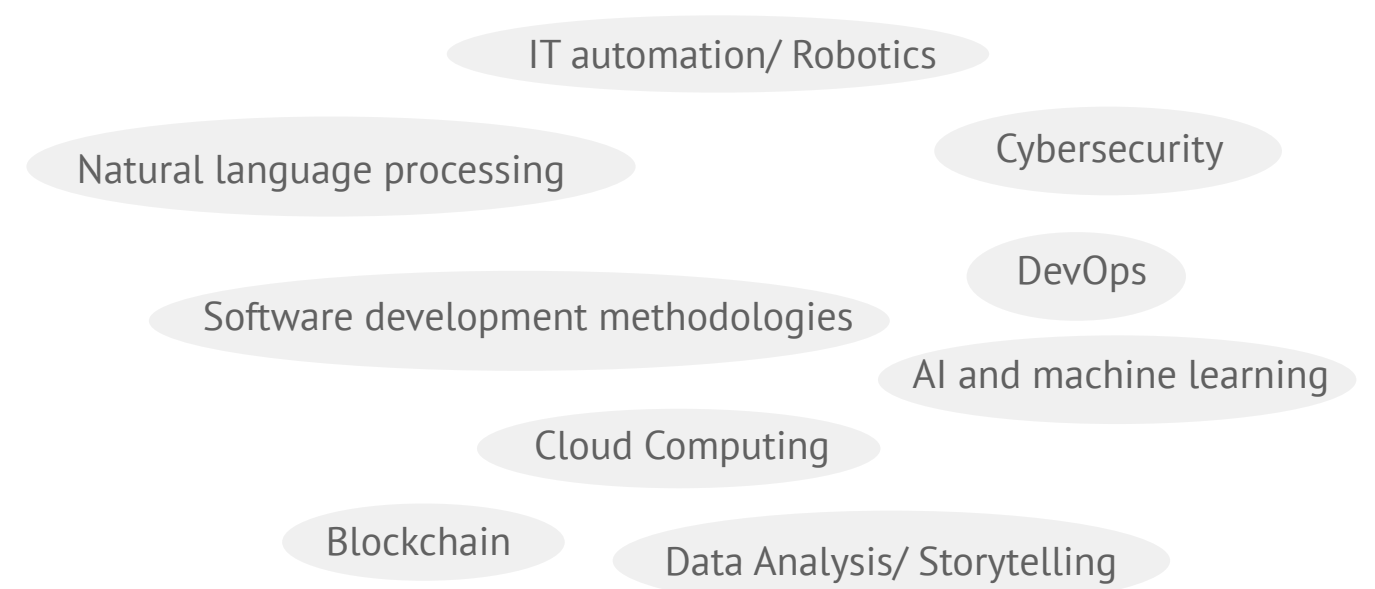 IT automation/ Robotics
Cybersecurity
Natural language processing
DevOps
Software development methodologies
AI and machine learning
Cloud Computing
Blockchain
Data Analysis/ Storytelling